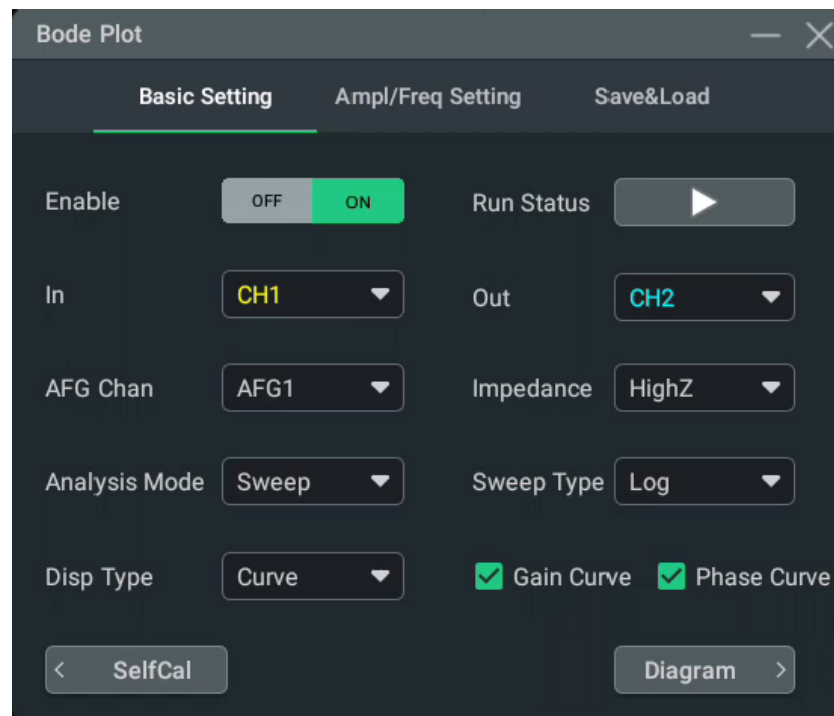 Bode Plot
Basic Setting Ampl/Freq Setting Save&Load
Enable OFF ON Run Status
In CH1 Out CH2
AFG Chan AFG1 Impedance HighZ
Analysis Mode Sweep Sweep Type Log
Disp Type Curve Gain Curve Phase Curve
< SelfCal Diagram >